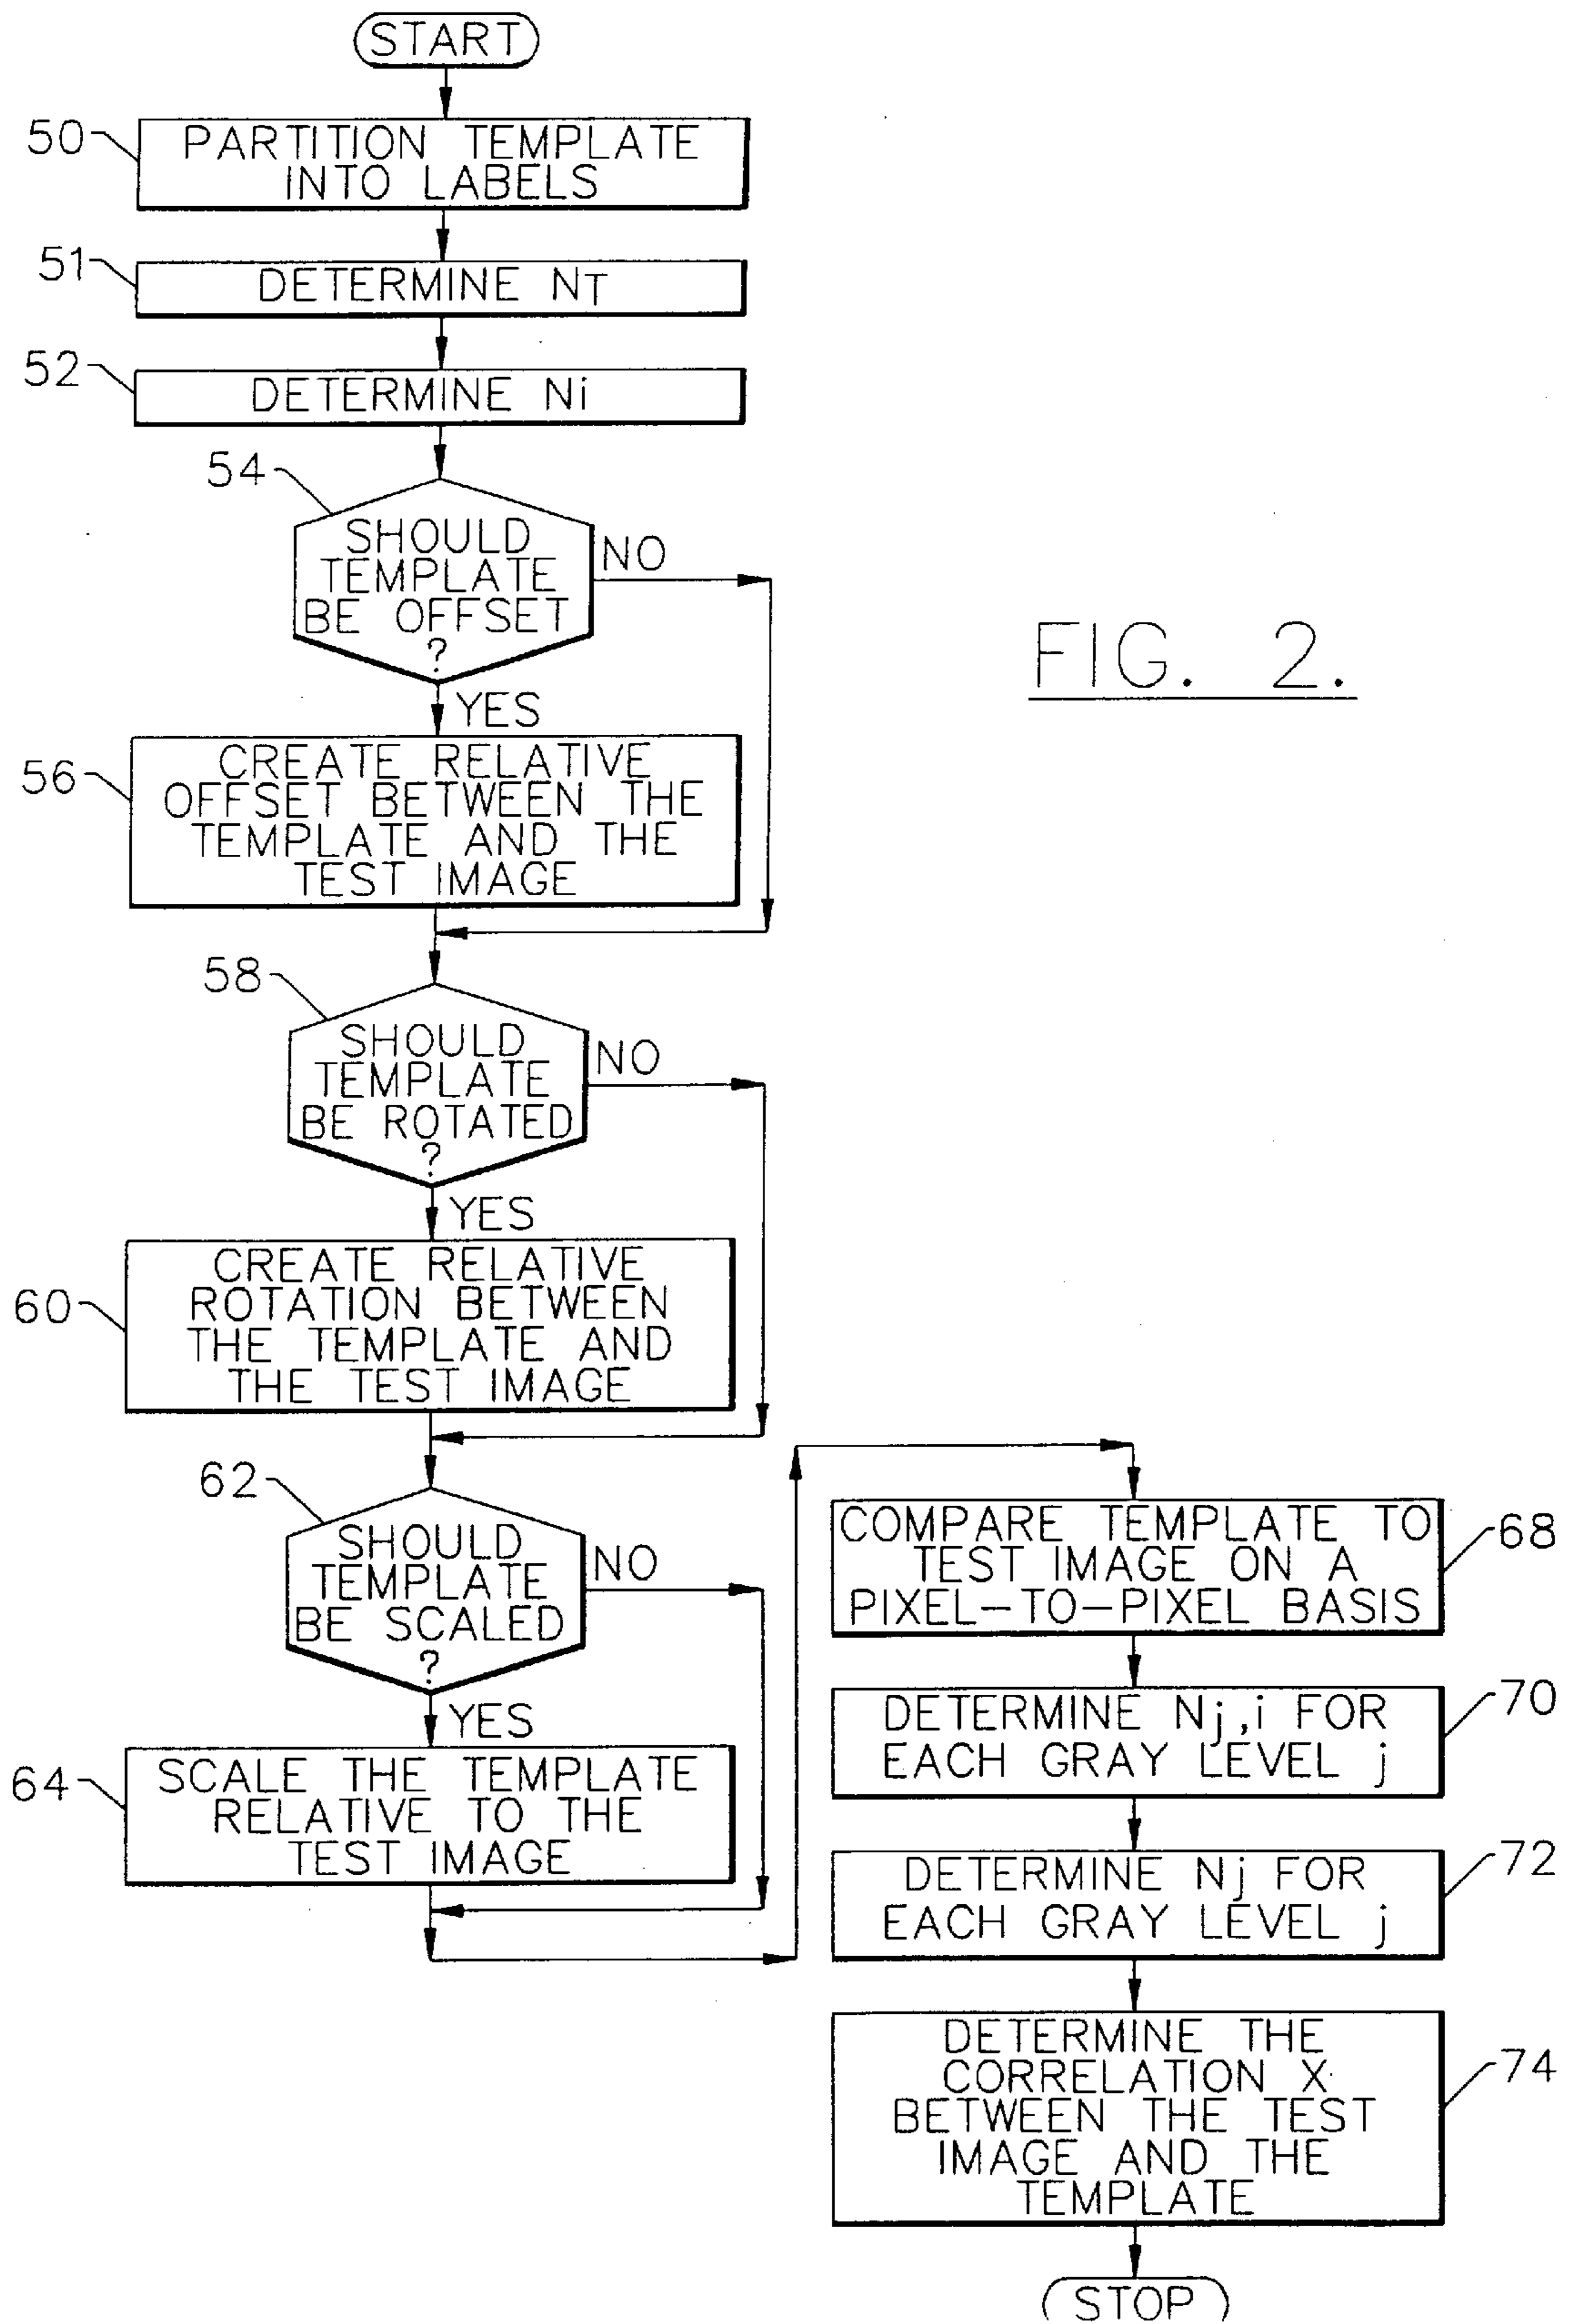 START
50
PARTITION TEMPLATE
INTO LABELS
51
DETERMINE NT
52
DETERMINE Ni
54
SHOULD
TEMPLATE
BE OFFSET
?
NO
YES
FIG. 2.
56
CREATE RELATIVE
OFFSET BETWEEN THE
TEMPLATE AND THE
TEST IMAGE
58
SHOULD
TEMPLATE
BE ROTATED
?
NO
YES
60
CREATE RELATIVE
ROTATION BETWEEN
THE TEMPLATE AND
THE TEST IMAGE
62
SHOULD
TEMPLATE
BE SCALED
?
NO
YES
64
SCALE THE TEMPLATE
RELATIVE TO THE
TEST IMAGE
COMPARE TEMPLATE TO
TEST IMAGE ON A
PIXEL-TO-PIXEL BASIS
68
DETERMINE Nj,i FOR
EACH GRAY LEVEL j
70
DETERMINE Nj FOR
EACH GRAY LEVEL j
72
DETERMINE THE
CORRELATION X
BETWEEN THE TEST
IMAGE AND THE
TEMPLATE
74
STOP